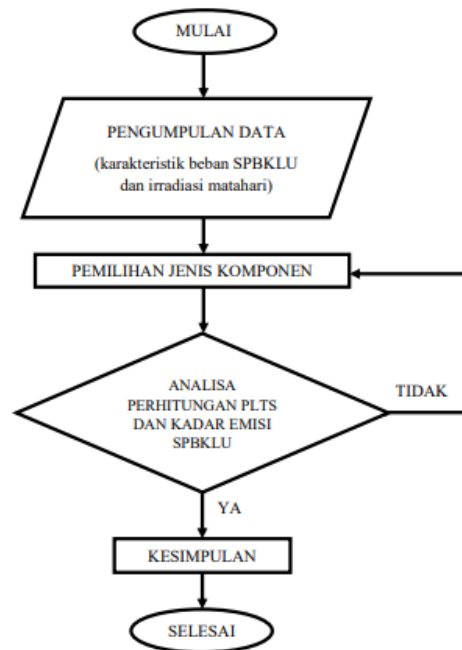 MULAI
PENGUMPULAN DATA
(karakteristik beban SPBKLU
dan irradiasi matahari)
PEMILIHAN JENIS KOMPONEN
ANALISA
PERHITUNGAN PLTS
DAN KADAR EMISI
SPBKLU
TIDAK
YA
KESIMPULAN
SELESAI